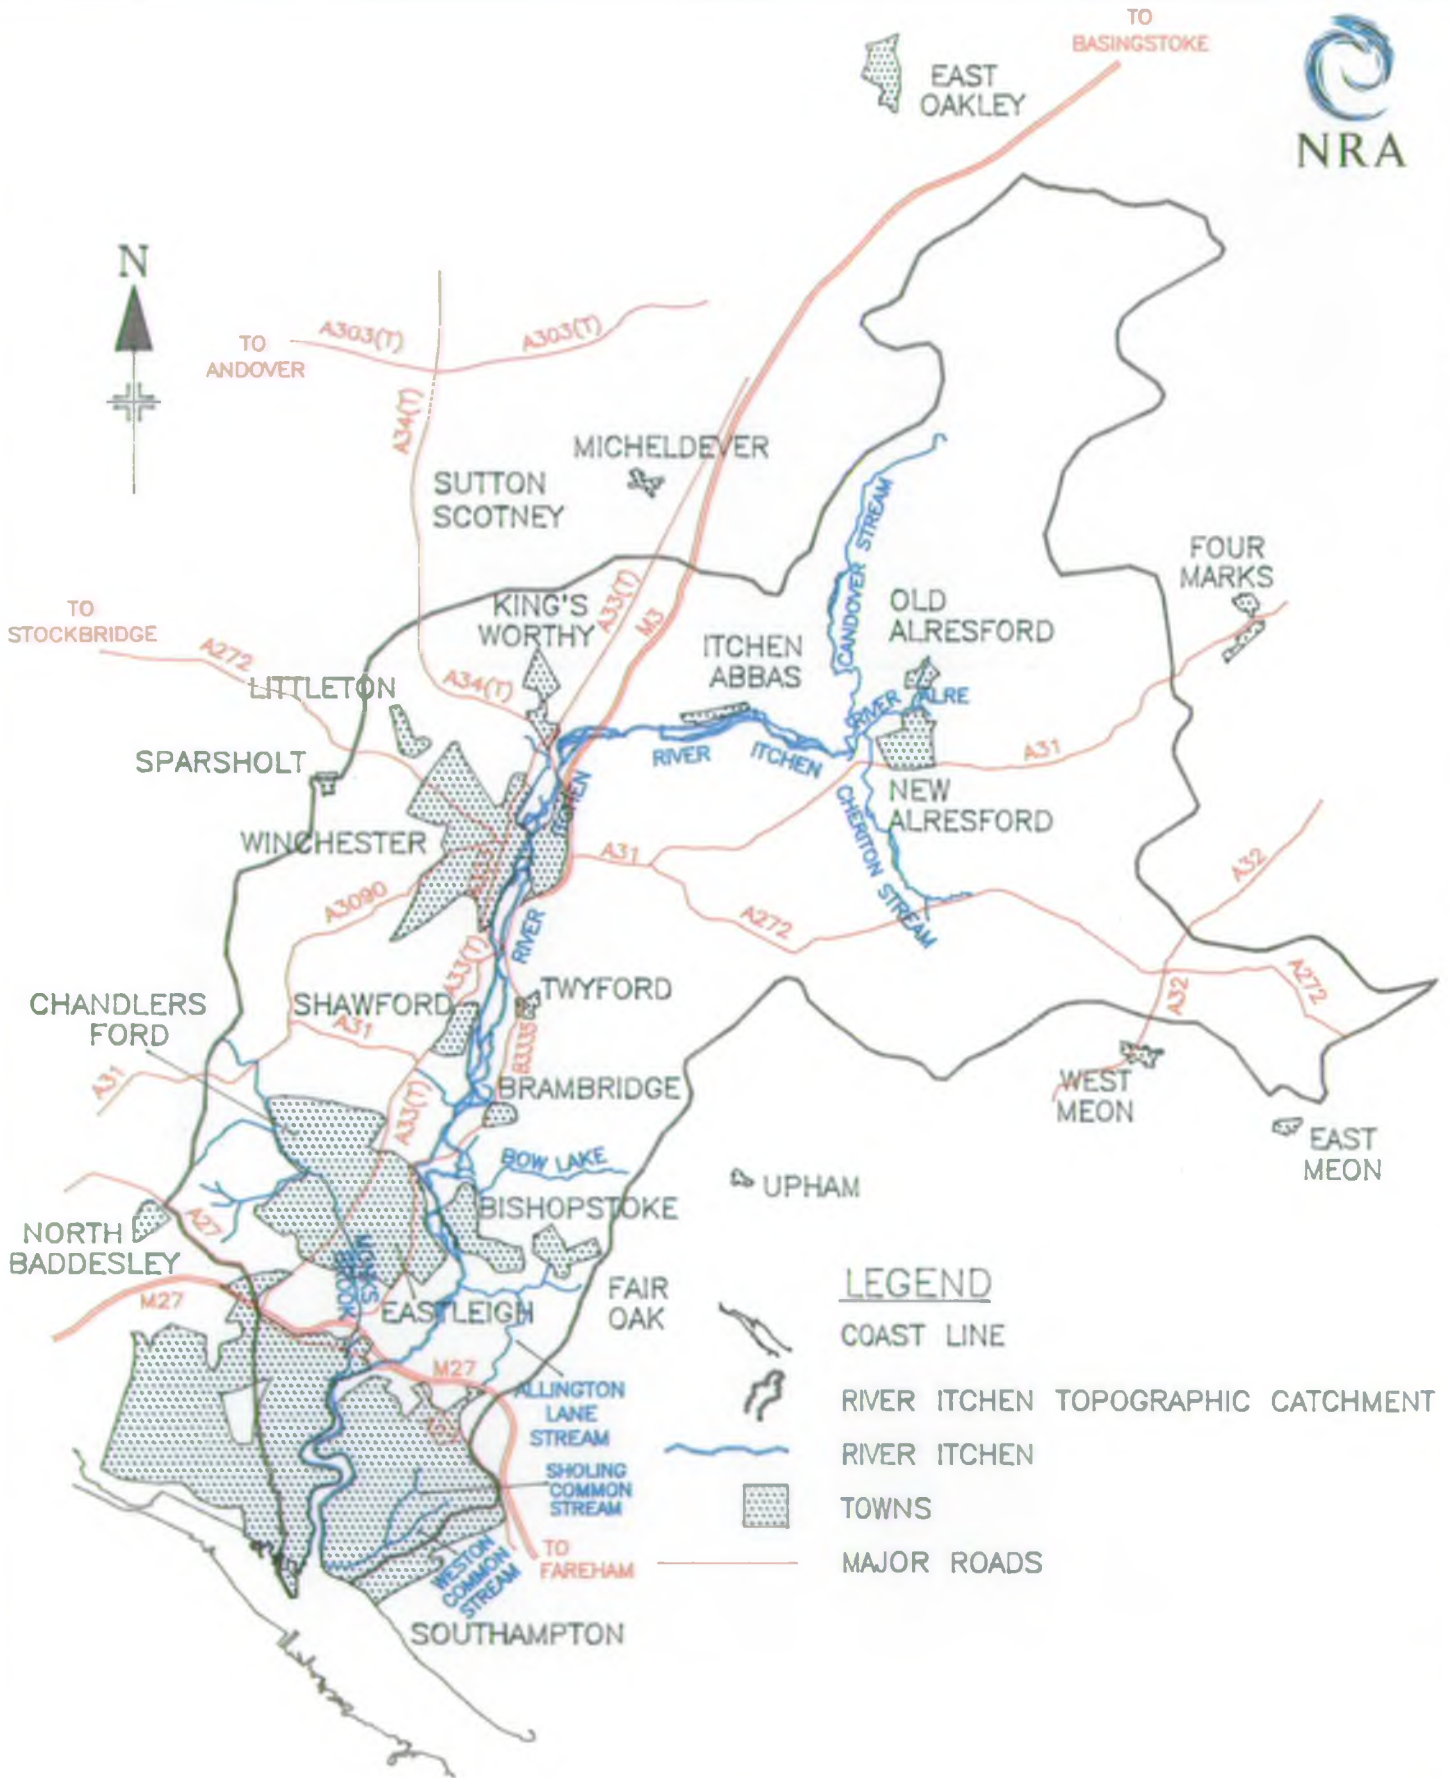 TO
BASINGSTOKE
EAST
OAKLEY
NRA
N
A303(T)
A303(T)
TO
ANDOVER
A34(T)
MICHELDEVER
SUTTON
SCOTNEY
CANDOVER STREAM
FOUR
MARKS
TO
STOCKBRIDGE
KING'S
WORTHY
A33(T)
M3
OLD
ALRESFORD
A272
ITCHEN
ABBAS
LITTLETON
A34(T)
RIVER ALRE
SPARSHOLT
RIVER ITCHEN
A31
ITCHEN
NEW
ALRESFORD
WINCHESTER
CHERITON STREAM
A31
A32
A3090
A272
RIVER
A33(T)
A272
CHANDLERS
FORD
SHAWFORD
TWYFORD
A32
A31
B3335
A31
BRAMBRIDGE
WEST
MEON
A33(T)
EAST
MEON
BOW LAKE
UPHAM
BISHOPSTOKE
A27
NORTH
BADDESLEY
MONKS
BROOK
M27
EASTLEIGH
FAIR
OAK
LEGEND
COAST LINE
M27
ALLINGTON
LANE
STREAM
RIVER ITCHEN TOPOGRAPHIC CATCHMENT
RIVER ITCHEN
SHOLING
COMMON
STREAM
TOWNS
TO
FAREHAM
MAJOR ROADS
WESTON
COMMON
STREAM
SOUTHAMPTON